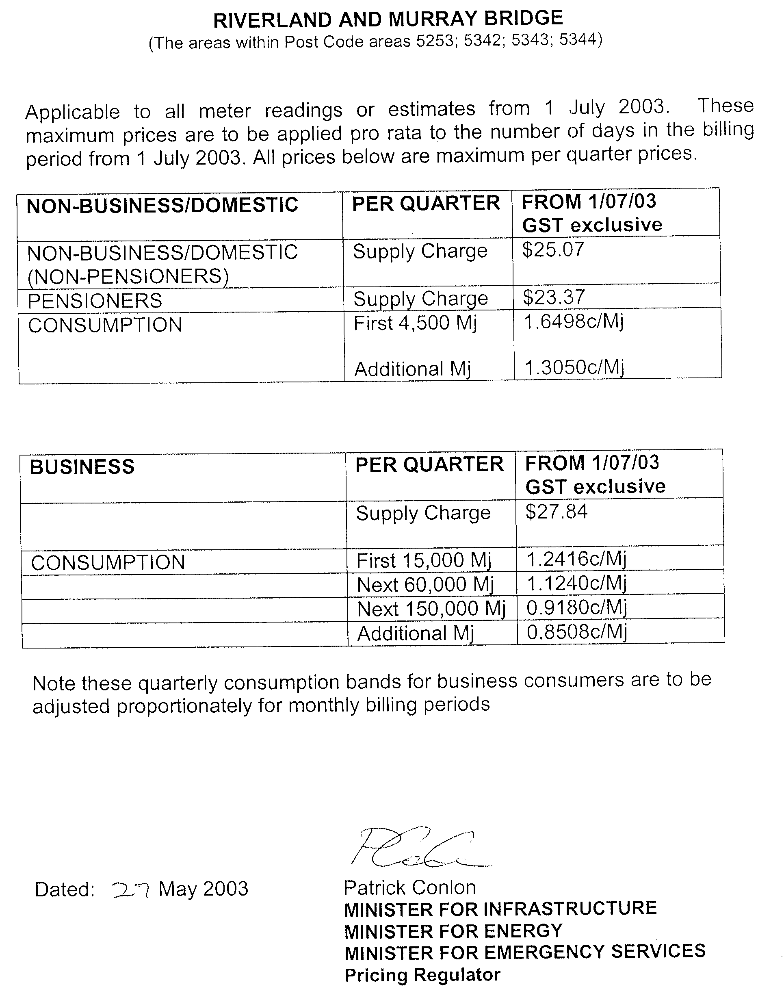 RIVERLAND AND MURRAY BRIDGE
(The areas within Post Code areas 5253; 5342; 5343; 5344)
Applicable to all meter readings or estimates from 1 July 2003. These
maximum prices are to be applied pro rata to the number of days in the billing
period from 1 July 2003. All prices below are maximum per quarter prices.
NON-BUSINESS/DOMESTIC PER QUARTER FROM 1/07/03
GST exclusive
NON-BUSINESS/DOMESTIC Supply Charge $25.07
(NON-PENSIONERS)
PENSIONERS Supply Charge $23.37
CONSUMPTION First 4,500 Mj 1.6498c/Mj
Additional Mj 1.3050c/Mj
BUSINESS PER QUARTER FROM 1/07/03
GST exclusive
Supply Charge $27.84
CONSUMPTION First 15,000 Mj 1.2416c/Mj
Next 60,000 Mj 1.1240c/Mj
Next 150,000 Mj 0.9180c/Mj
Additional Mj 0.8508c/Mj
Note these quarterly consumption bands for business consumers are to be
adjusted proportionately for monthly billing periods
Dated: 27 May 2003 Patrick Conlon
MINISTER FOR INFRASTRUCTURE
MINISTER FOR ENERGY
MINISTER FOR EMERGENCY SERVICES
Pricing Regulator